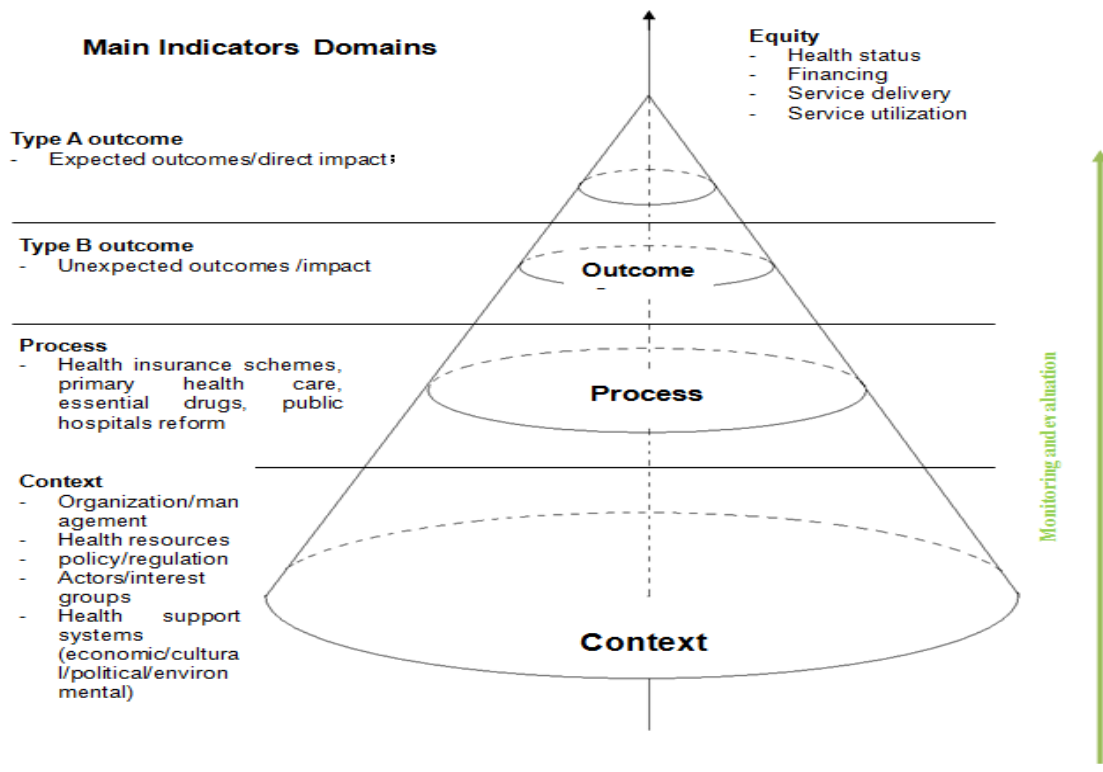 Main Indicators Domains
Equity
- Health status
- Financing
- Service delivery
- Service utilization
Type A outcome
- Expected outcomes/direct impact;
Type B outcome
- Unexpected outcomes /impact
Outcome
Process
- Health insurance schemes,
primary health care,
essential drugs, public
hospitals reform
Process
Context
- Organization/man
agement
- Health resources
- policy/regulation
- Actors/interest
groups
- Health support
systems
(economic/cultura
l/political/environ
mental)
Context
Monitoring and evaluation